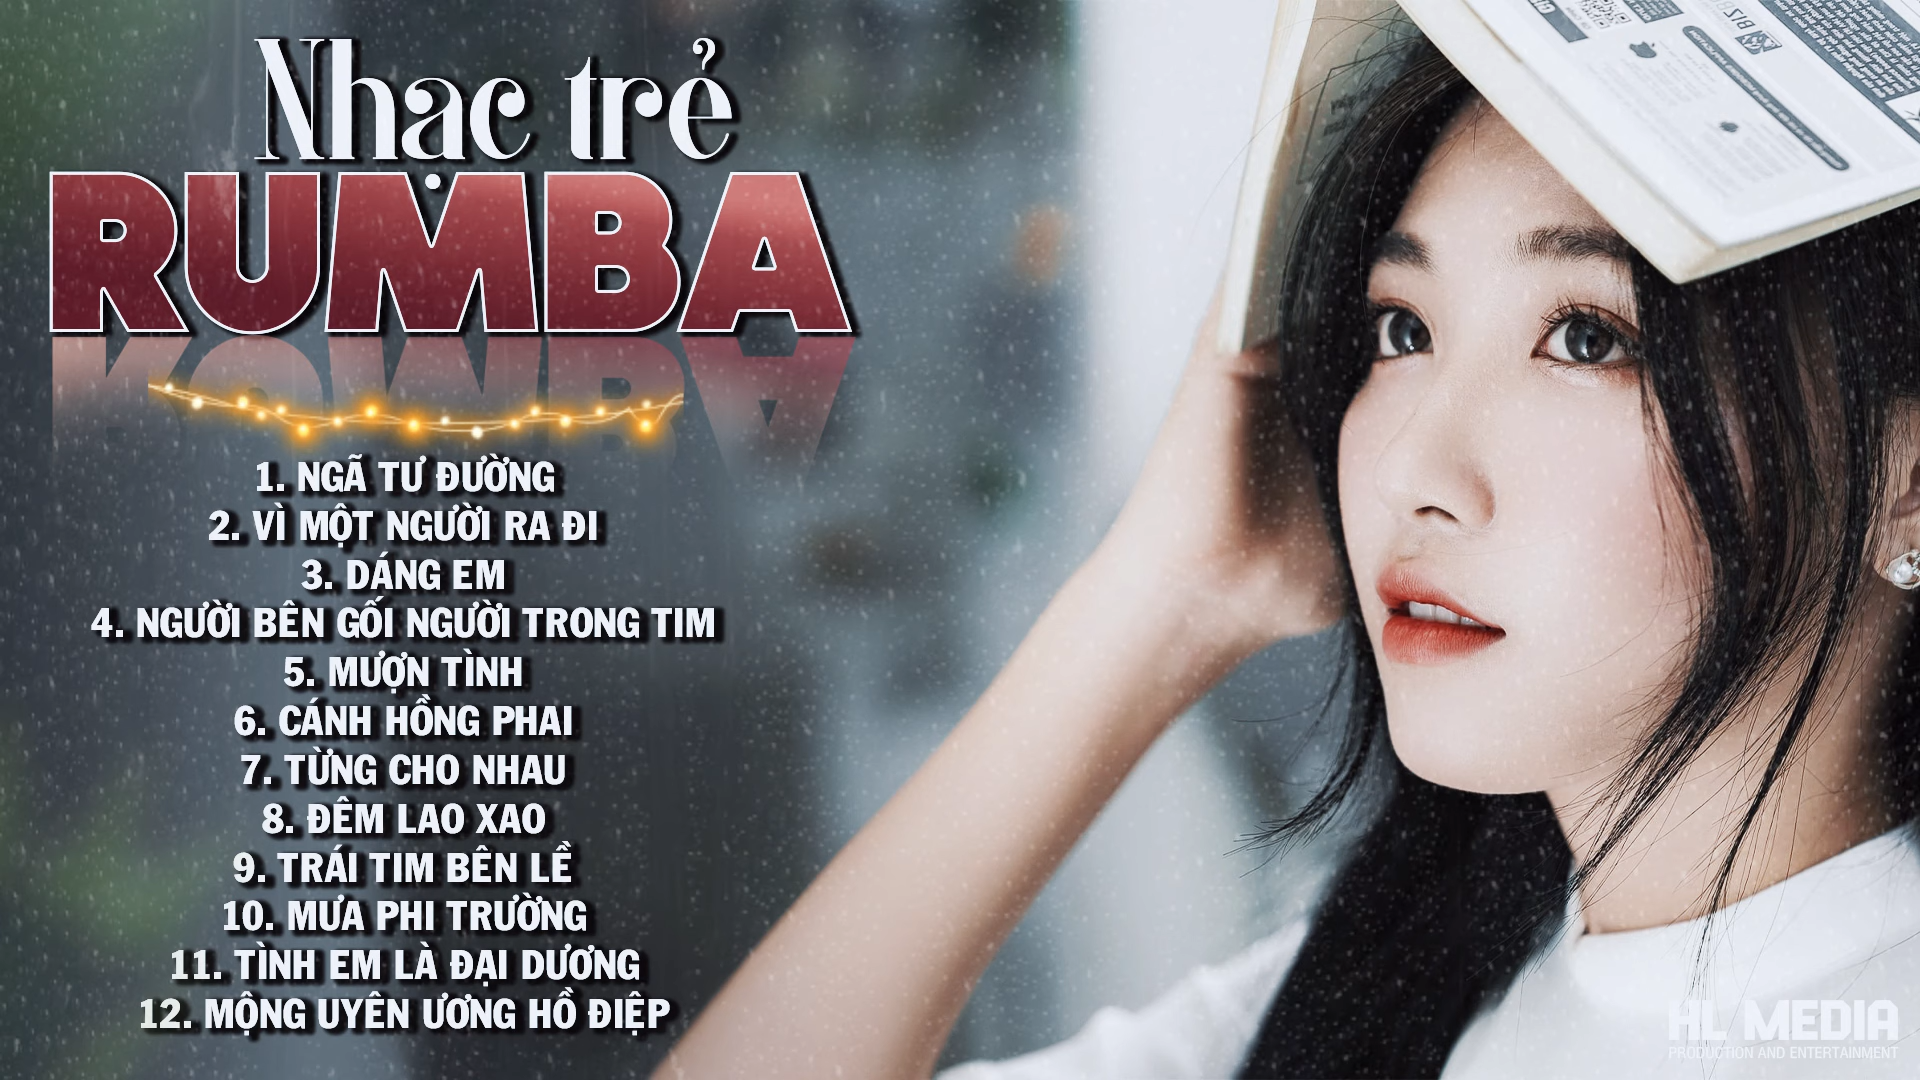 Nhạc trẻ
RUMBA
1. NGÃ TƯ ĐƯỜNG
2. VÌ MỘT NGƯỜI RA ĐI
3. DÁNG EM
4. NGƯỜI BÊN GỐI NGƯỜI TRONG TIM
5. MƯỢN TÌNH
6. CÁNH HỒNG PHAI
7. TỪNG CHO NHAU
8. ĐÊM LAO XAO
9. TRÁI TIM BÊN LỀ
10. MƯA PHI TRƯỜNG
11. TÌNH EM LÀ ĐẠI DƯƠNG
12. MỘNG UYÊN ƯƠNG HỒ ĐIỆP
HL MEDIA
PRODUCTION AND ENTERTAINMENT